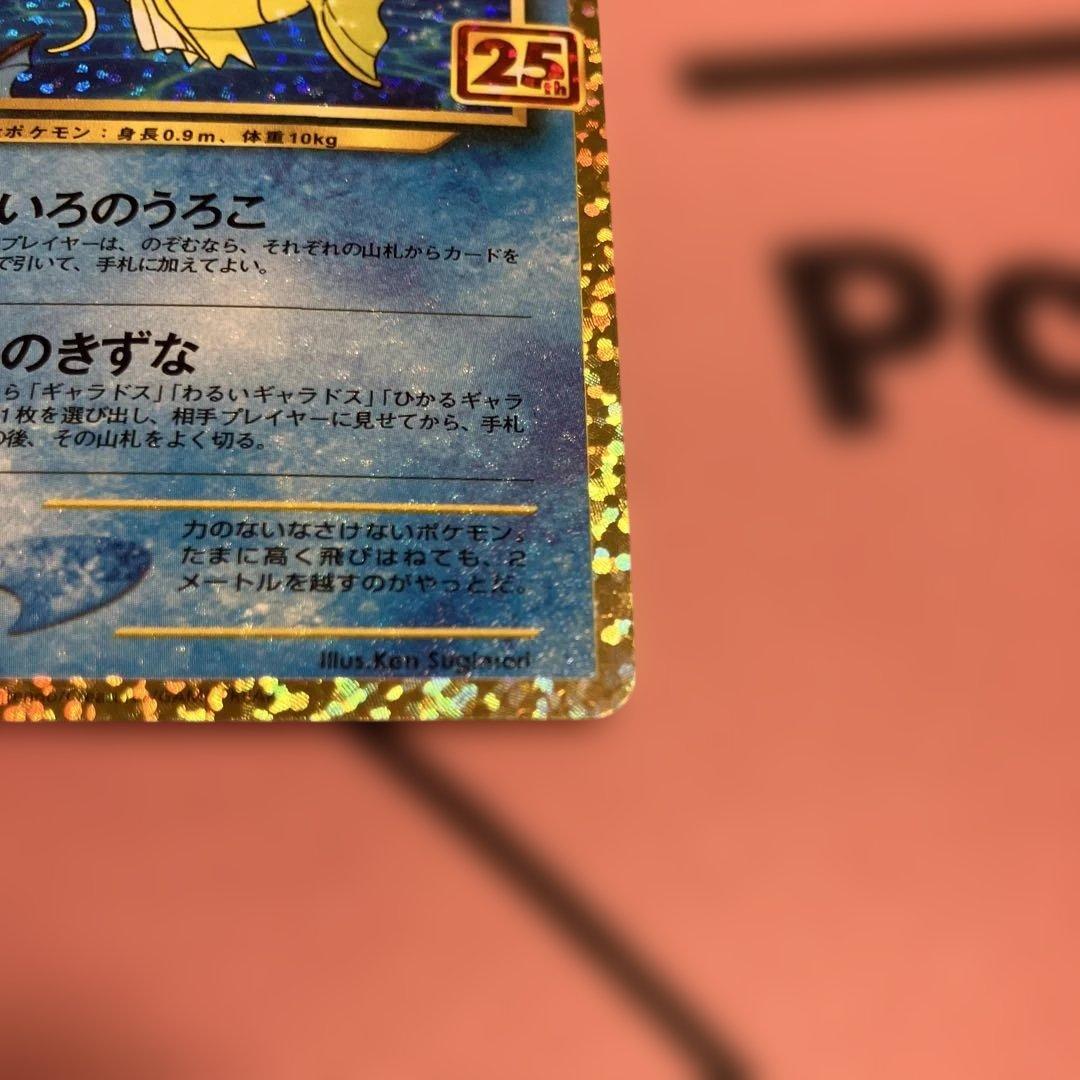 25th
ポケモン：身長0.9m、体重10kg
いろのうろこ
プレイヤーは、のぞむなら、それぞれの山札からカードを
で引いて、手札に加えてよい。
のきずな
ら「ギャラドス」「わるいギャラドス」「ひかるギャラ
1枚を選び出し、相手プレイヤーに見せてから、手札
の後、その山札をよく切る。
力のないなさけないポケモン。
たまに高く飛びはねても、2
メートルを越すのがやっとだ。
Illus.Ken Sugimori
PO